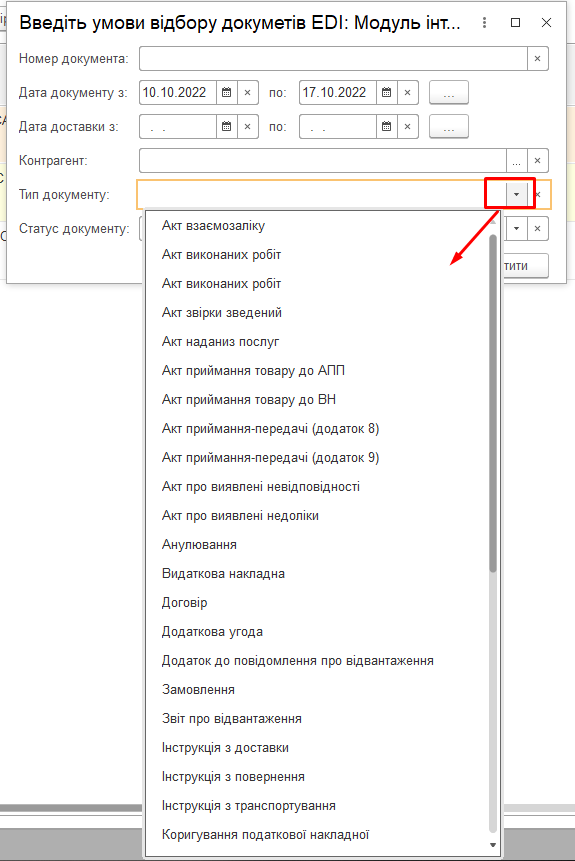 Введіть умови відбору докуметів EDI: Модуль інт...
Номер документа:
Дата документу з: 10.10.2022 по: 17.10.2022 ...
Дата доставки з: . . по: . . ...
Контрагент: ...
Тип документу:
Статус документу:
тити
Акт взаємозаліку
Акт виконаних робіт
Акт виконаних робіт
Акт звірки зведений
Акт наданиз послуг
Акт приймання товару до АПП
Акт приймання товару до ВН
Акт приймання-передачі (додаток 8)
Акт приймання-передачі (додаток 9)
Акт про виявлені невідповідності
Акт про виявлені недоліки
Анулювання
Видаткова накладна
Договір
Додаткова угода
Додаток до повідомлення про відвантаження
Замовлення
Звіт про відвантаження
Інструкція з доставки
Інструкція з повернення
Інструкція з транспортування
Коригування податкової накладної